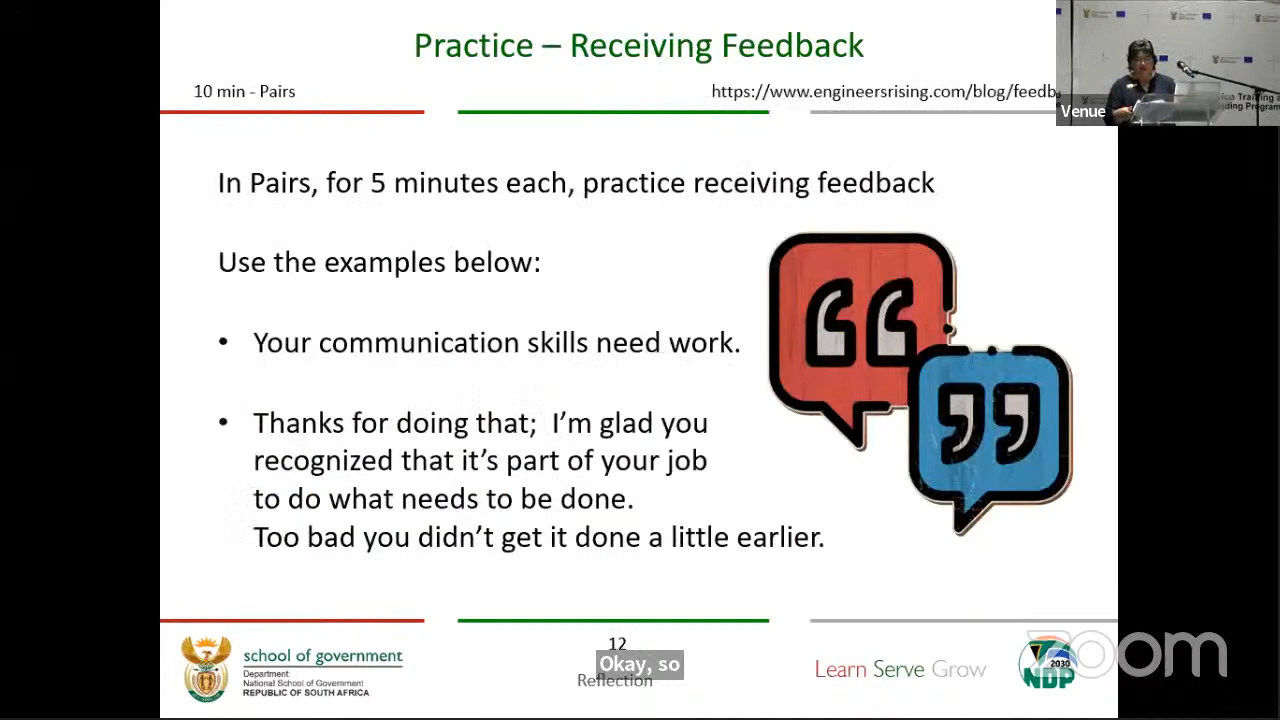 Practice – Receiving Feedback
10 min - Pairs
https://www.engineersrising.com/blog/feedb
Venue
In Pairs, for 5 minutes each, practice receiving feedback
Use the examples below:
• Your communication skills need work.
• Thanks for doing that; I'm glad you
recognized that it's part of your job
to do what needs to be done.
Too bad you didn't get it done a little earlier.
12
Okay, so
Reflection
school of government
Department:
National School of Government
REPUBLIC OF SOUTH AFRICA
Learn Serve Grow
2030
NDP
zoom